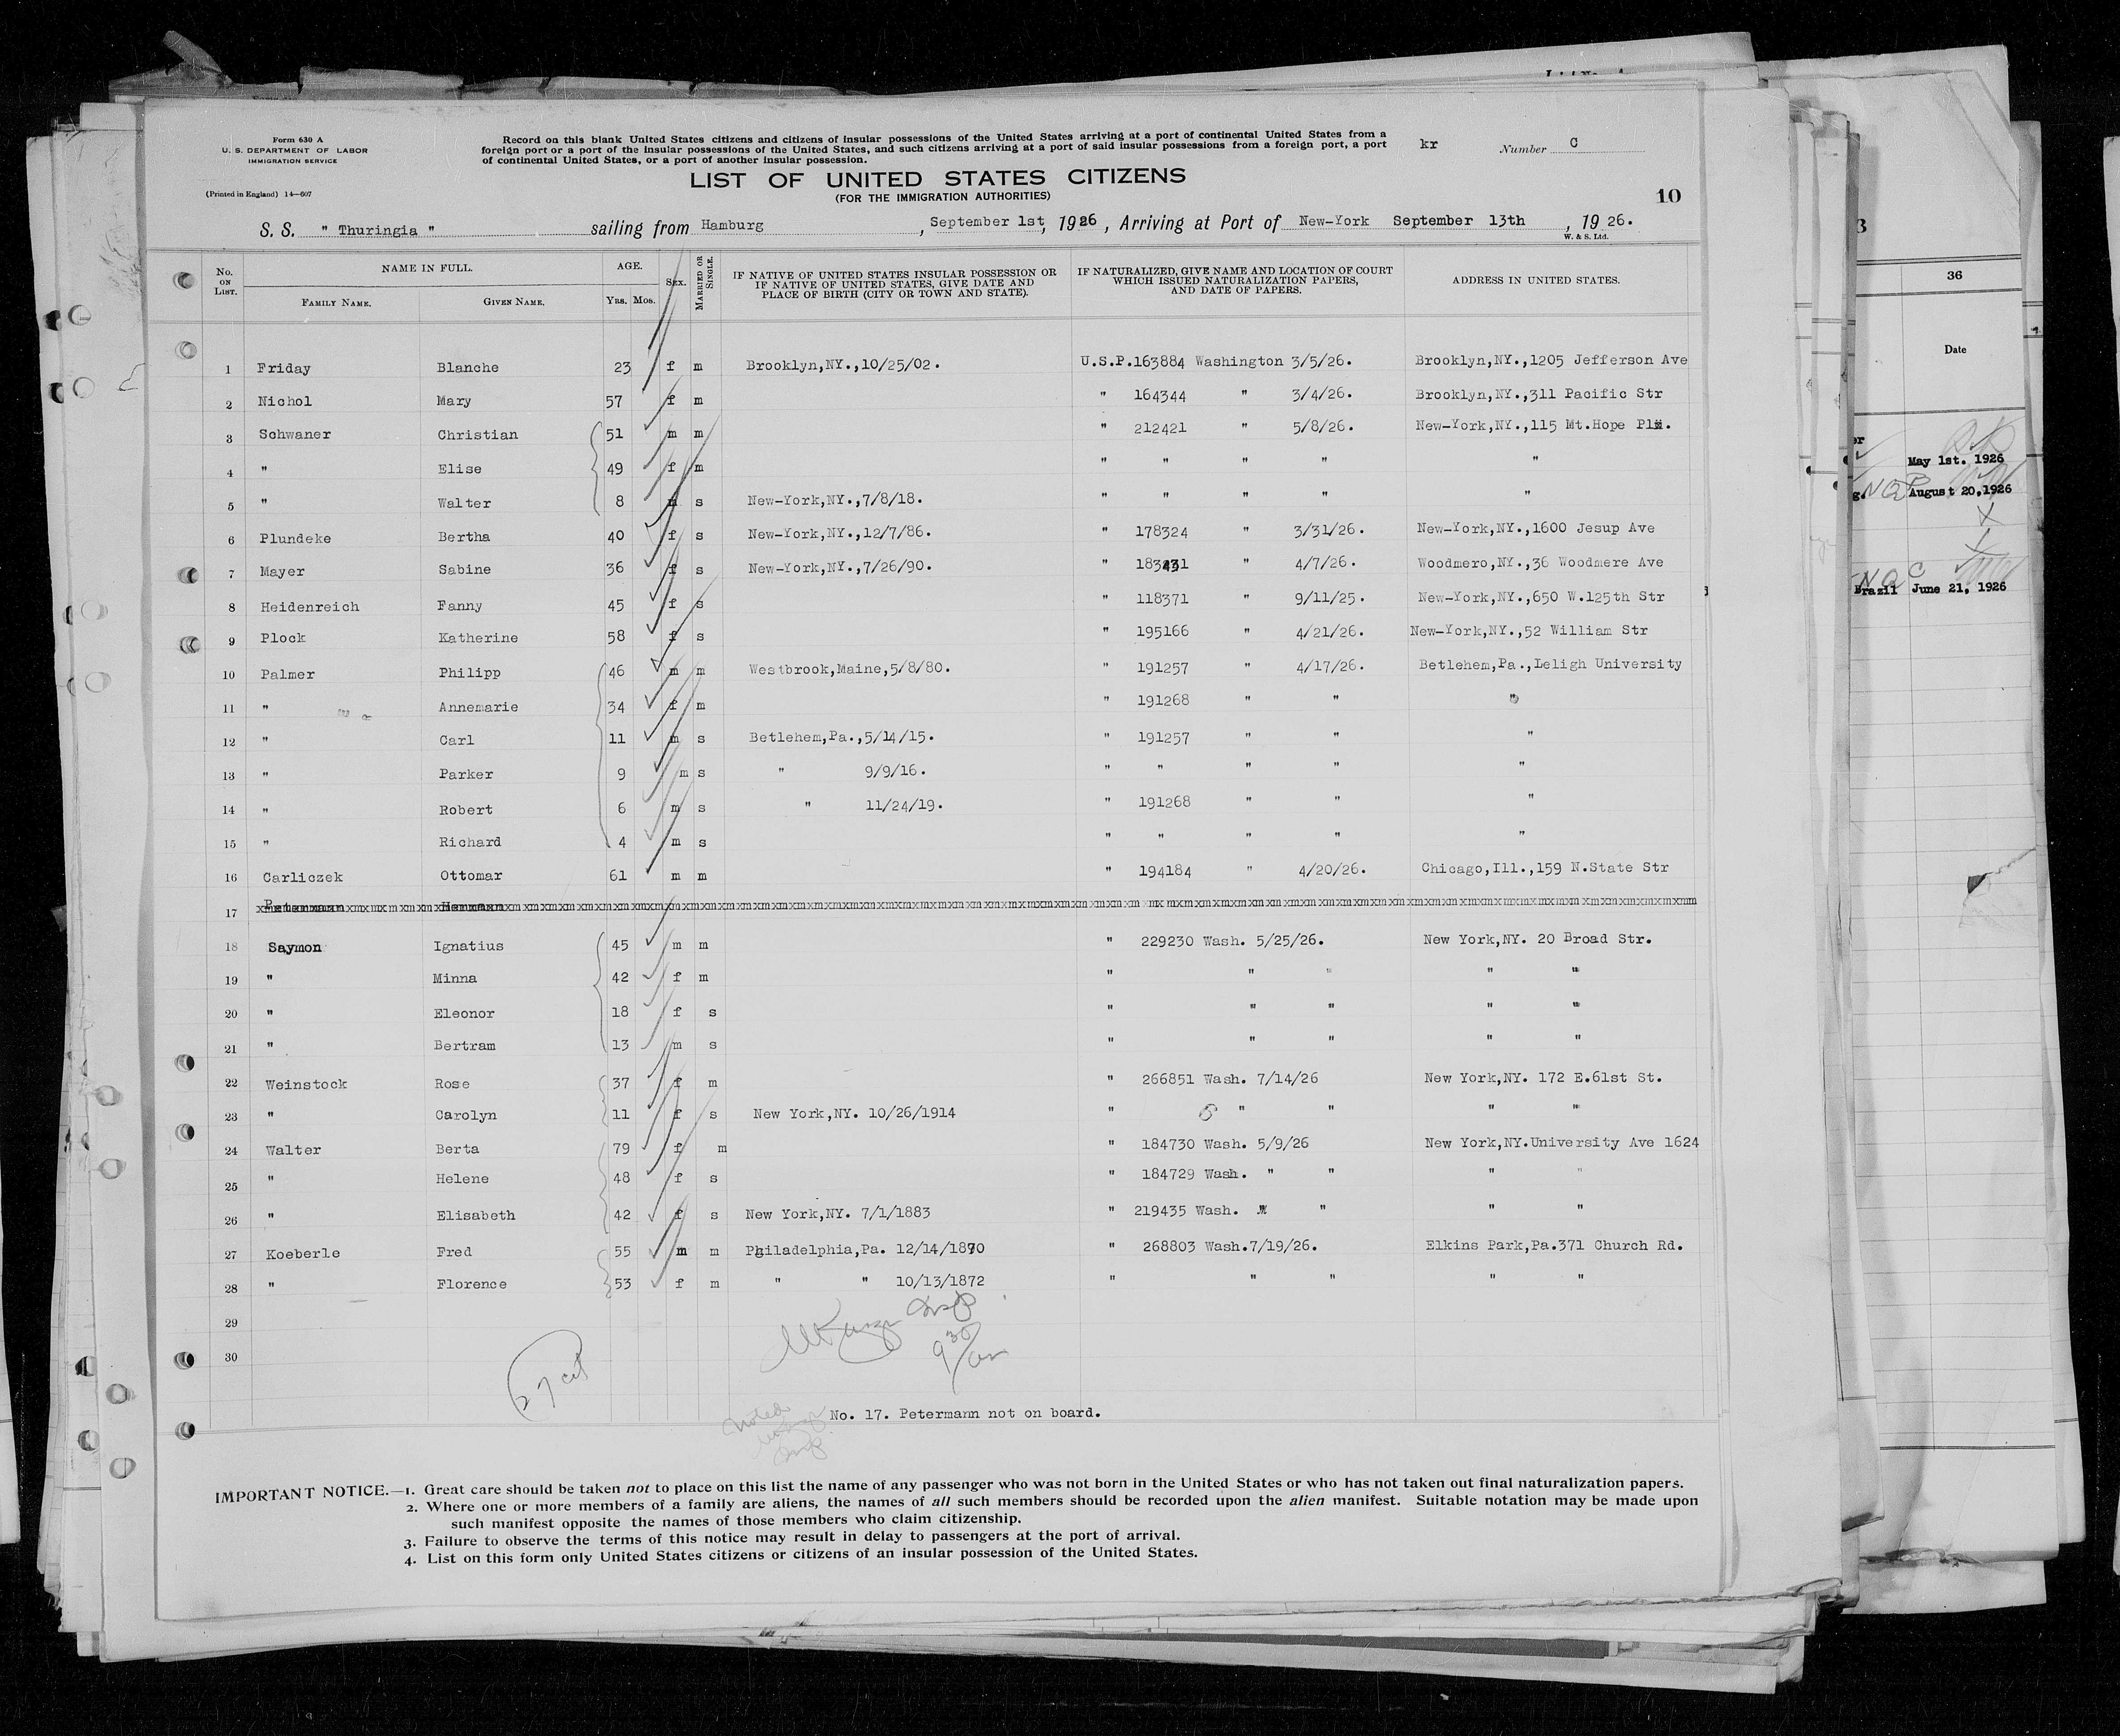 Form 630 A
U. S. DEPARTMENT OF LABOR
IMMIGRATION SERVICE
(Printed in England) 14—607
Record on this blank United States citizens and citizens of insular possessions of the United States arriving at a port of continental United States from a
foreign port or a port of the insular possessions of the United States, and such citizens arriving at a port of said insular possessions from a foreign port, a port
of continental United States, or a port of another insular possession.
kr Number C
LIST OF UNITED STATES CITIZENS
(FOR THE IMMIGRATION AUTHORITIES)
10
S. S. " Thuringia " sailing from Hamburg , September 1st, 1926 , Arriving at Port of New-York September 13th , 1926.
W. & S. Ltd.
No. ON LIST. NAME IN FULL. FAMILY NAME. GIVEN NAME. AGE. Yrs. Mos. Sex. MARRIED OR SINGLE. IF NATIVE OF UNITED STATES INSULAR POSSESSION OR IF NATIVE OF UNITED STATES, GIVE DATE AND PLACE OF BIRTH (CITY OR TOWN AND STATE). IF NATURALIZED, GIVE NAME AND LOCATION OF COURT WHICH ISSUED NATURALIZATION PAPERS, AND DATE OF PAPERS. ADDRESS IN UNITED STATES.
1 Friday Blanche 23 f m Brooklyn,NY.,10/25/02. U.S.P.163884 Washington 3/5/26. Brooklyn,NY.,1205 Jefferson Ave
2 Nichol Mary 57 f m " 164344 " 3/4/26. Brooklyn,NY.,311 Pacific Str
3 Schwaner Christian 51 m m " 212421 " 5/8/26. New-York,NY.,115 Mt.Hope Pl.
4 " Elise 49 f m " " " " "
5 " Walter 8 m s New-York,NY.,7/8/18. " " " " "
6 Plundeke Bertha 40 f s New-York,NY.,12/7/86. " 178324 " 3/31/26. New-York,NY.,1600 Jesup Ave
7 Mayer Sabine 36 f s New-York,NY.,7/26/90. " 183431 " 4/7/26. Woodmero,NY.,36 Woodmere Ave
8 Heidenreich Fanny 45 f s " 118371 " 9/11/25. New-York,NY.,650 W.125th Str
9 Plock Katherine 58 f s " 195166 " 4/21/26. New-York,NY.,52 William Str
10 Palmer Philipp 46 m m Westbrook,Maine,5/8/80. " 191257 " 4/17/26. Betlehem,Pa.,Leligh University
11 " Annemarie 34 f m " 191268 " " "
12 " Carl 11 m s Betlehem,Pa.,5/14/15. " 191257 " " "
13 " Parker 9 m s " 9/9/16. " " " " "
14 " Robert 6 m s " 11/24/19. " 191268 " " "
15 " Richard 4 m s " " " " "
16 Carliczek Ottomar 61 m m " 194184 " 4/20/26. Chicago,Ill.,159 N.State Str
17 Petermann Hermann
18 Saymon Ignatius 45 m m " 229230 Wash. 5/25/26. New York,NY. 20 Broad Str.
19 " Minna 42 f m " " " " "
20 " Eleonor 18 f s " " " " "
21 " Bertram 13 m s " " " " "
22 Weinstock Rose 37 f m " 266851 Wash. 7/14/26 New York,NY. 172 E.61st St.
23 " Carolyn 11 f s New York,NY. 10/26/1914 " " " " "
24 Walter Berta 79 f m " 184730 Wash. 5/9/26 New York,NY.University Ave 1624
25 " Helene 48 f s " 184729 Wash. " " " "
26 " Elisabeth 42 f s New York,NY. 7/1/1883 " 219435 Wash. " " " "
27 Koeberle Fred 55 m m Philadelphia,Pa. 12/14/1870 " 268803 Wash.7/19/26. Elkins Park,Pa.371 Church Rd.
28 " Florence 53 f m " " 10/13/1872 " " " " "
29
30
Insp
9 30/am
27 cit
noted
Insp
No. 17. Petermann not on board.
IMPORTANT NOTICE.—1. Great care should be taken not to place on this list the name of any passenger who was not born in the United States or who has not taken out final naturalization papers.
2. Where one or more members of a family are aliens, the names of all such members should be recorded upon the alien manifest. Suitable notation may be made upon
such manifest opposite the names of those members who claim citizenship.
3. Failure to observe the terms of this notice may result in delay to passengers at the port of arrival.
4. List on this form only United States citizens or citizens of an insular possession of the United States.
36
Date
May 1st. 1926
August 20,1926
Brazil June 21, 1926